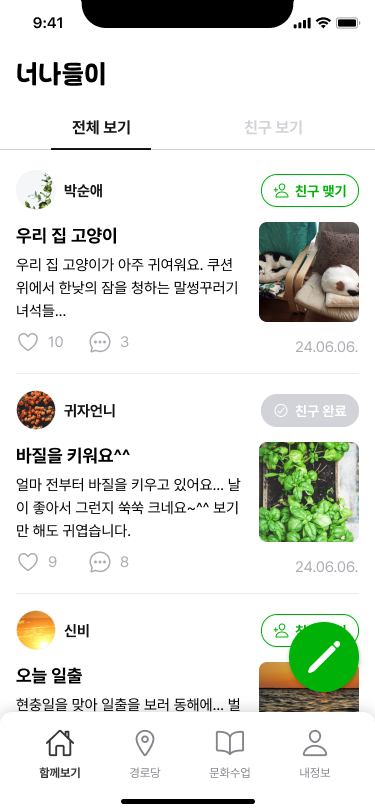 9:41
너나들이
전체 보기 친구 보기
박순애 친구 맺기
우리 집 고양이
우리 집 고양이가 아주 귀여워요. 쿠션
위에서 한낮의 잠을 청하는 말썽꾸러기
녀석들...
10 3 24.06.06.
귀자언니 친구 완료
바질을 키워요^^
얼마 전부터 바질을 키우고 있어요... 날
이 좋아서 그런지 쑥쑥 크네요~^^ 보기
만 해도 귀엽습니다.
9 8 24.06.06.
신비
오늘 일출
현충일을 맞아 일출을 보러 동해에... 벌
함께보기 경로당 문화수업 내정보